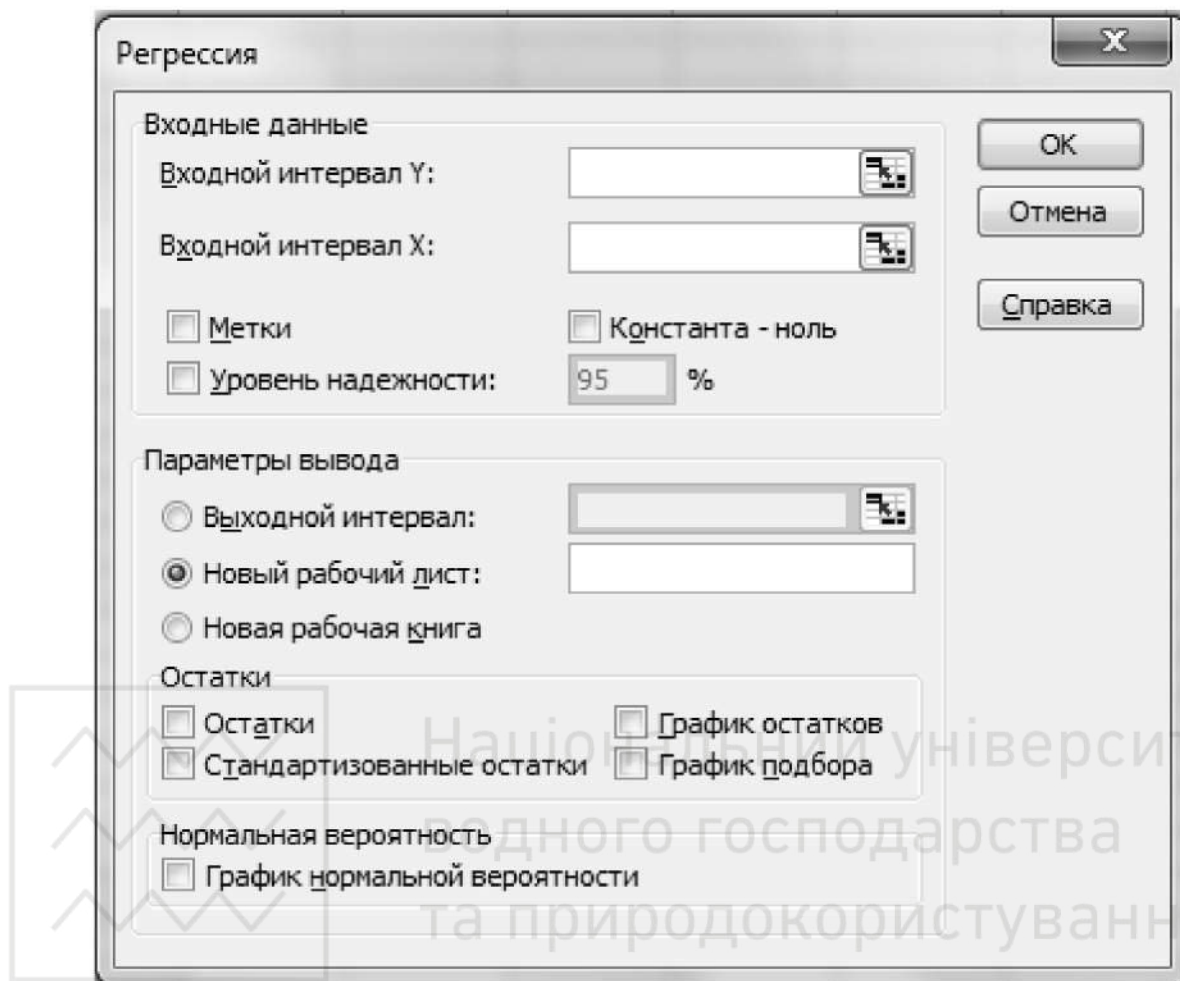 Регрессия
Входные данные
Входной интервал Y:
Входной интервал X:
Метки
Константа - ноль
Уровень надежности:
95 %
OK
Отмена
Справка
Параметры вывода
Выходной интервал:
Новый рабочий лист:
Новая рабочая книга
Остатки
Остатки
График остатков
Стандартизованные остатки
График подбора
Нормальная вероятность
График нормальной вероятности
Національний універси
водного господарства
та природокористуванн